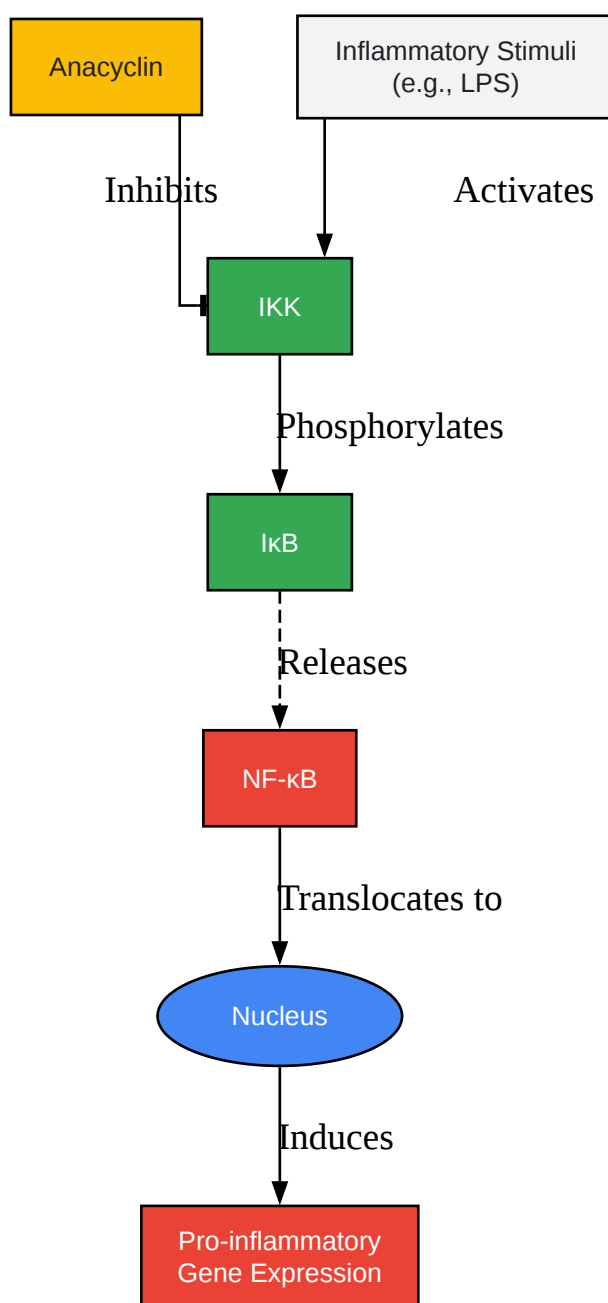 Anacyclin
Inflammatory Stimuli
(e.g., LPS)
Inhibits
Activates
IKK
Phosphorylates
IκB
Releases
NF-κB
Translocates to
Nucleus
Induces
Pro-inflammatory
Gene Expression